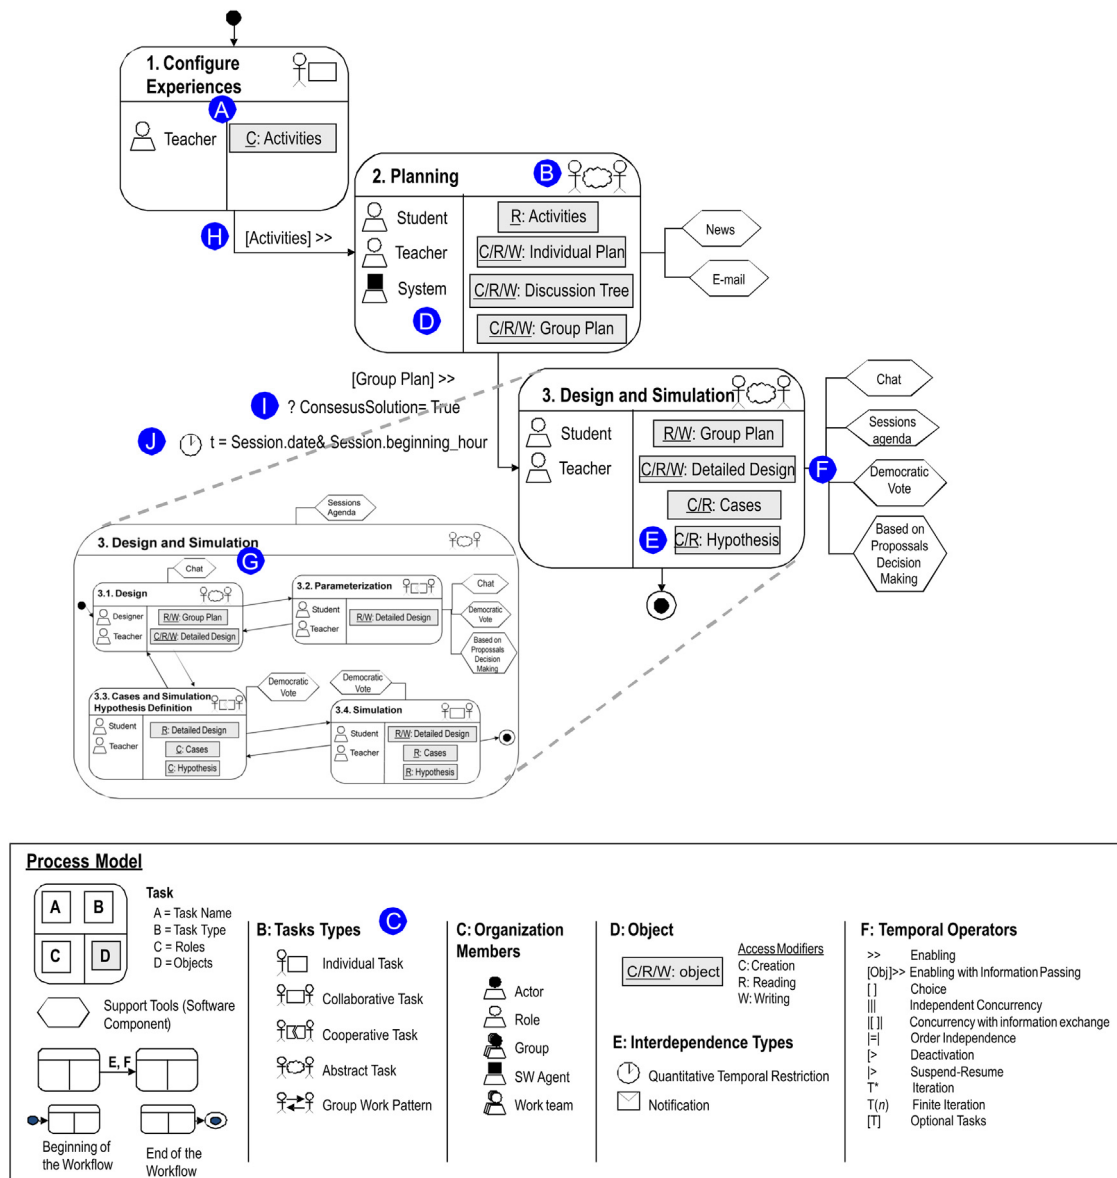 1. Configure
Experiences
A
Teacher
C: Activities
H
[Activities] >>
2. Planning
B
Student
Teacher
System
D
R: Activities
C/R/W: Individual Plan
C/R/W: Discussion Tree
C/R/W: Group Plan
News
E-mail
[Group Plan] >>
I
? ConsesusSolution= True
J
t = Session.date& Session.beginning_hour
3. Design and Simulation
Student
Teacher
R/W: Group Plan
C/R/W: Detailed Design
C/R: Cases
E
C/R: Hypothesis
F
Chat
Sessions
agenda
Democratic
Vote
Based on
Propossals
Decision
Making
Sessions
Agenda
3. Design and Simulation
G
Chat
3.1. Design
Designer
Teacher
R/W: Group Plan
C/R/W: Detailed Design
3.2. Parameterization
Student
Teacher
R/W: Detailed Design
Chat
Democratic
Vote
Based on
Propossals
Decision
Making
3.3. Cases and Simulation
Hypothesis Definition
Student
Teacher
R: Detailed Design
C: Cases
C: Hypothesis
Democratic
Vote
Democratic
Vote
3.4. Simulation
Student
Teacher
R/W: Detailed Design
R: Cases
R: Hypothesis
Process Model
A
B
C
D
Task
A = Task Name
B = Task Type
C = Roles
D = Objects
Support Tools (Software
Component)
E, F
Beginning of
the Workflow
End of the
Workflow
C
B: Tasks Types
Individual Task
Collaborative Task
Cooperative Task
Abstract Task
Group Work Pattern
C: Organization
Members
Actor
Role
Group
SW Agent
Work team
D: Object
C/R/W: object
Access Modifiers
C: Creation
R: Reading
W: Writing
E: Interdependence Types
Quantitative Temporal Restriction
Notification
F: Temporal Operators
>> Enabling
[Obj]>> Enabling with Information Passing
[ ] Choice
||| Independent Concurrency
|[ ]| Concurrency with information exchange
|=| Order Independence
[> Deactivation
|> Suspend-Resume
T* Iteration
T(n) Finite Iteration
[T] Optional Tasks